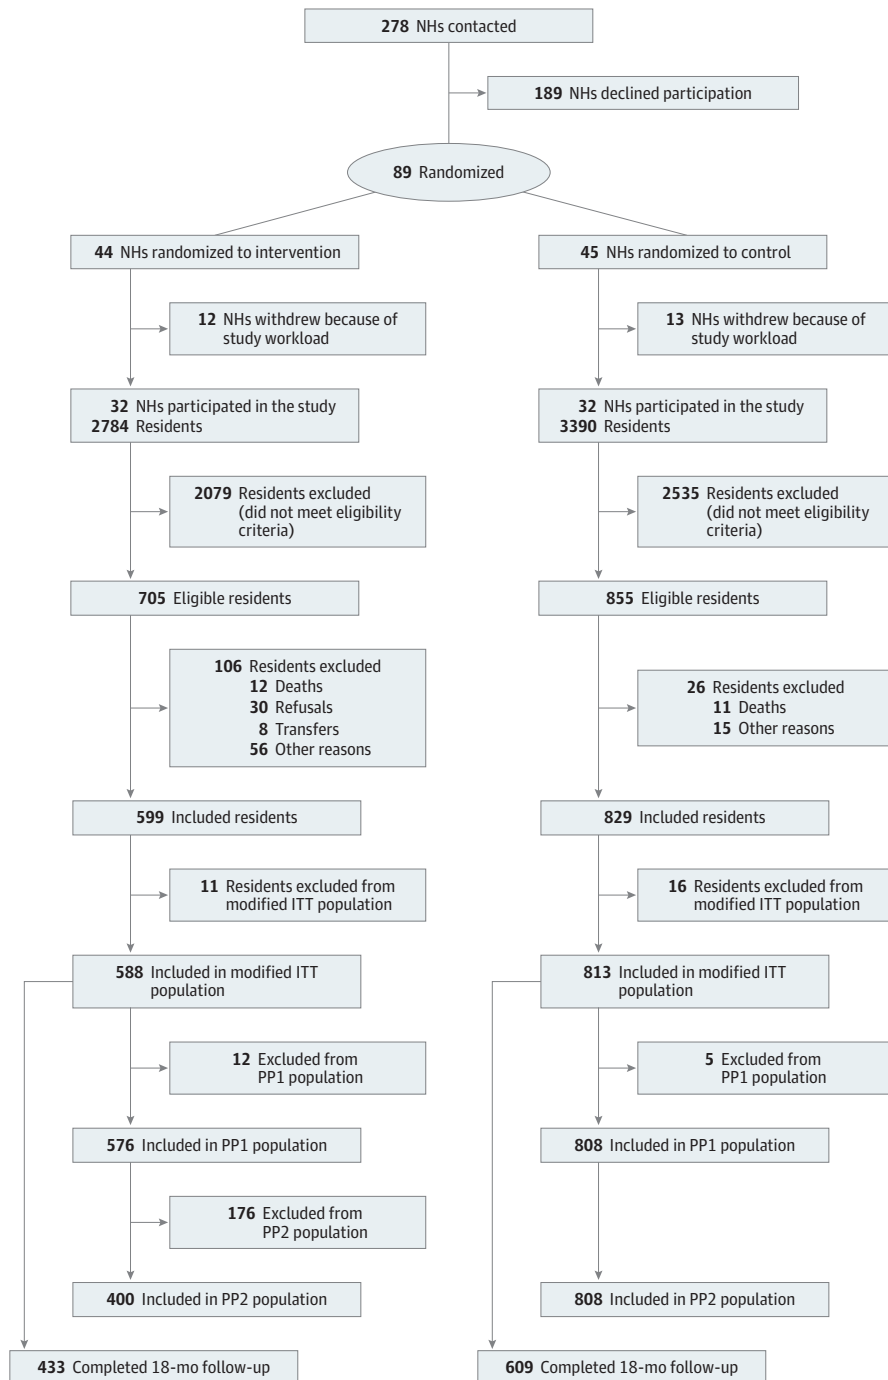 278 NHs contacted
189 NHs declined participation
89 Randomized
44 NHs randomized to intervention
45 NHs randomized to control
12 NHs withdrew because of
study workload
13 NHs withdrew because of
study workload
32 NHs participated in the study
2784 Residents
32 NHs participated in the study
3390 Residents
2079 Residents excluded
(did not meet eligibility
criteria)
2535 Residents excluded
(did not meet eligibility
criteria)
705 Eligible residents
855 Eligible residents
106 Residents excluded
12 Deaths
30 Refusals
8 Transfers
56 Other reasons
26 Residents excluded
11 Deaths
15 Other reasons
599 Included residents
829 Included residents
11 Residents excluded from
modified ITT population
16 Residents excluded from
modified ITT population
588 Included in modified ITT
population
813 Included in modified ITT
population
12 Excluded from
PP1 population
5 Excluded from
PP1 population
576 Included in PP1 population
808 Included in PP1 population
176 Excluded from
PP2 population
400 Included in PP2 population
808 Included in PP2 population
433 Completed 18-mo follow-up
609 Completed 18-mo follow-up